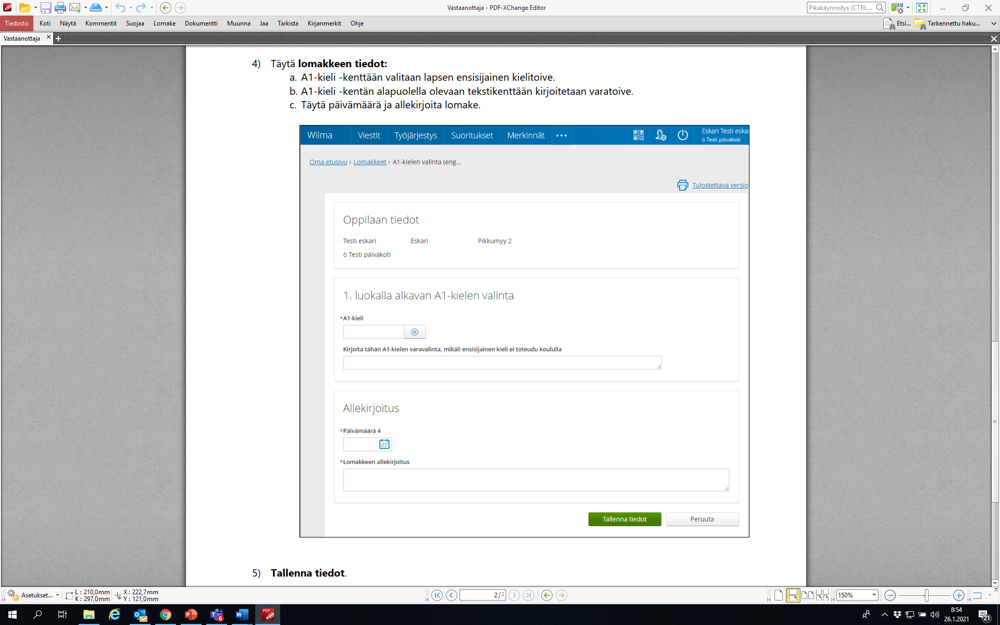 Vastaanottaja - PDF-XChange Editor
Pikakäynnistys (CTRL...
Tiedosto Koti Näytä Kommentit Suojaa Lomake Dokumentti Muunna Jaa Tarkista Kirjanmerkit Ohje
Etsi... Tarkennettu haku...
Vastaanottaja
4) Täytä lomakkeen tiedot:
a. A1-kieli -kenttään valitaan lapsen ensisijainen kielitoive.
b. A1-kieli -kentän alapuolella olevaan tekstikenttään kirjoitetaan varatoive.
c. Täytä päivämäärä ja allekirjoita lomake.
Wilma Viestit Työjärjestys Suoritukset Merkinnät ...
Eskari Testi eska
ö Testi päiväkoti
Oma etusivu › Lomakkeet › A1-kielen valinta (eng...
Tulostettava versio
Oppilaan tiedot
Testi eskari Eskari Pikkumyy 2
ö Testi päiväkoti
1. luokalla alkavan A1-kielen valinta
*A1-kieli
Kirjoita tähän A1-kielen varavalinta, mikäli ensisijainen kieli ei toteudu koululla
Allekirjoitus
*Päivämäärä 4
*Lomakkeen allekirjoitus
Tallenna tiedot Peruuta
5) Tallenna tiedot.
Asetukset...
L : 210,0mm
K : 297,0mm
X : 222,7mm
Y : 121,0mm
2 / 2
150%
PDF
6
8:54
26.1.2021
21